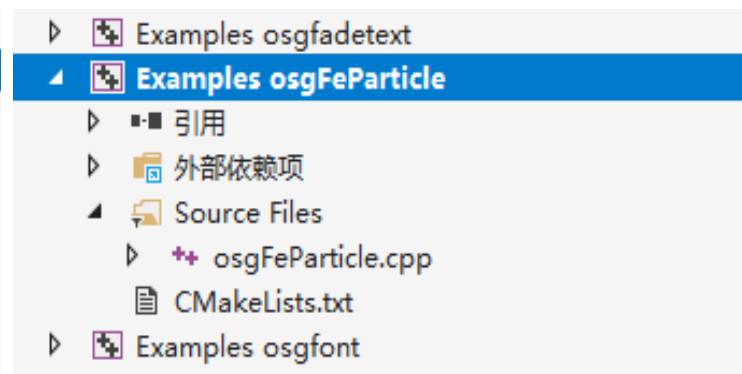 Examples osgfadetext
Examples osgFeParticle
引用
外部依赖项
Source Files
osgFeParticle.cpp
CMakeLists.txt
Examples osgfont